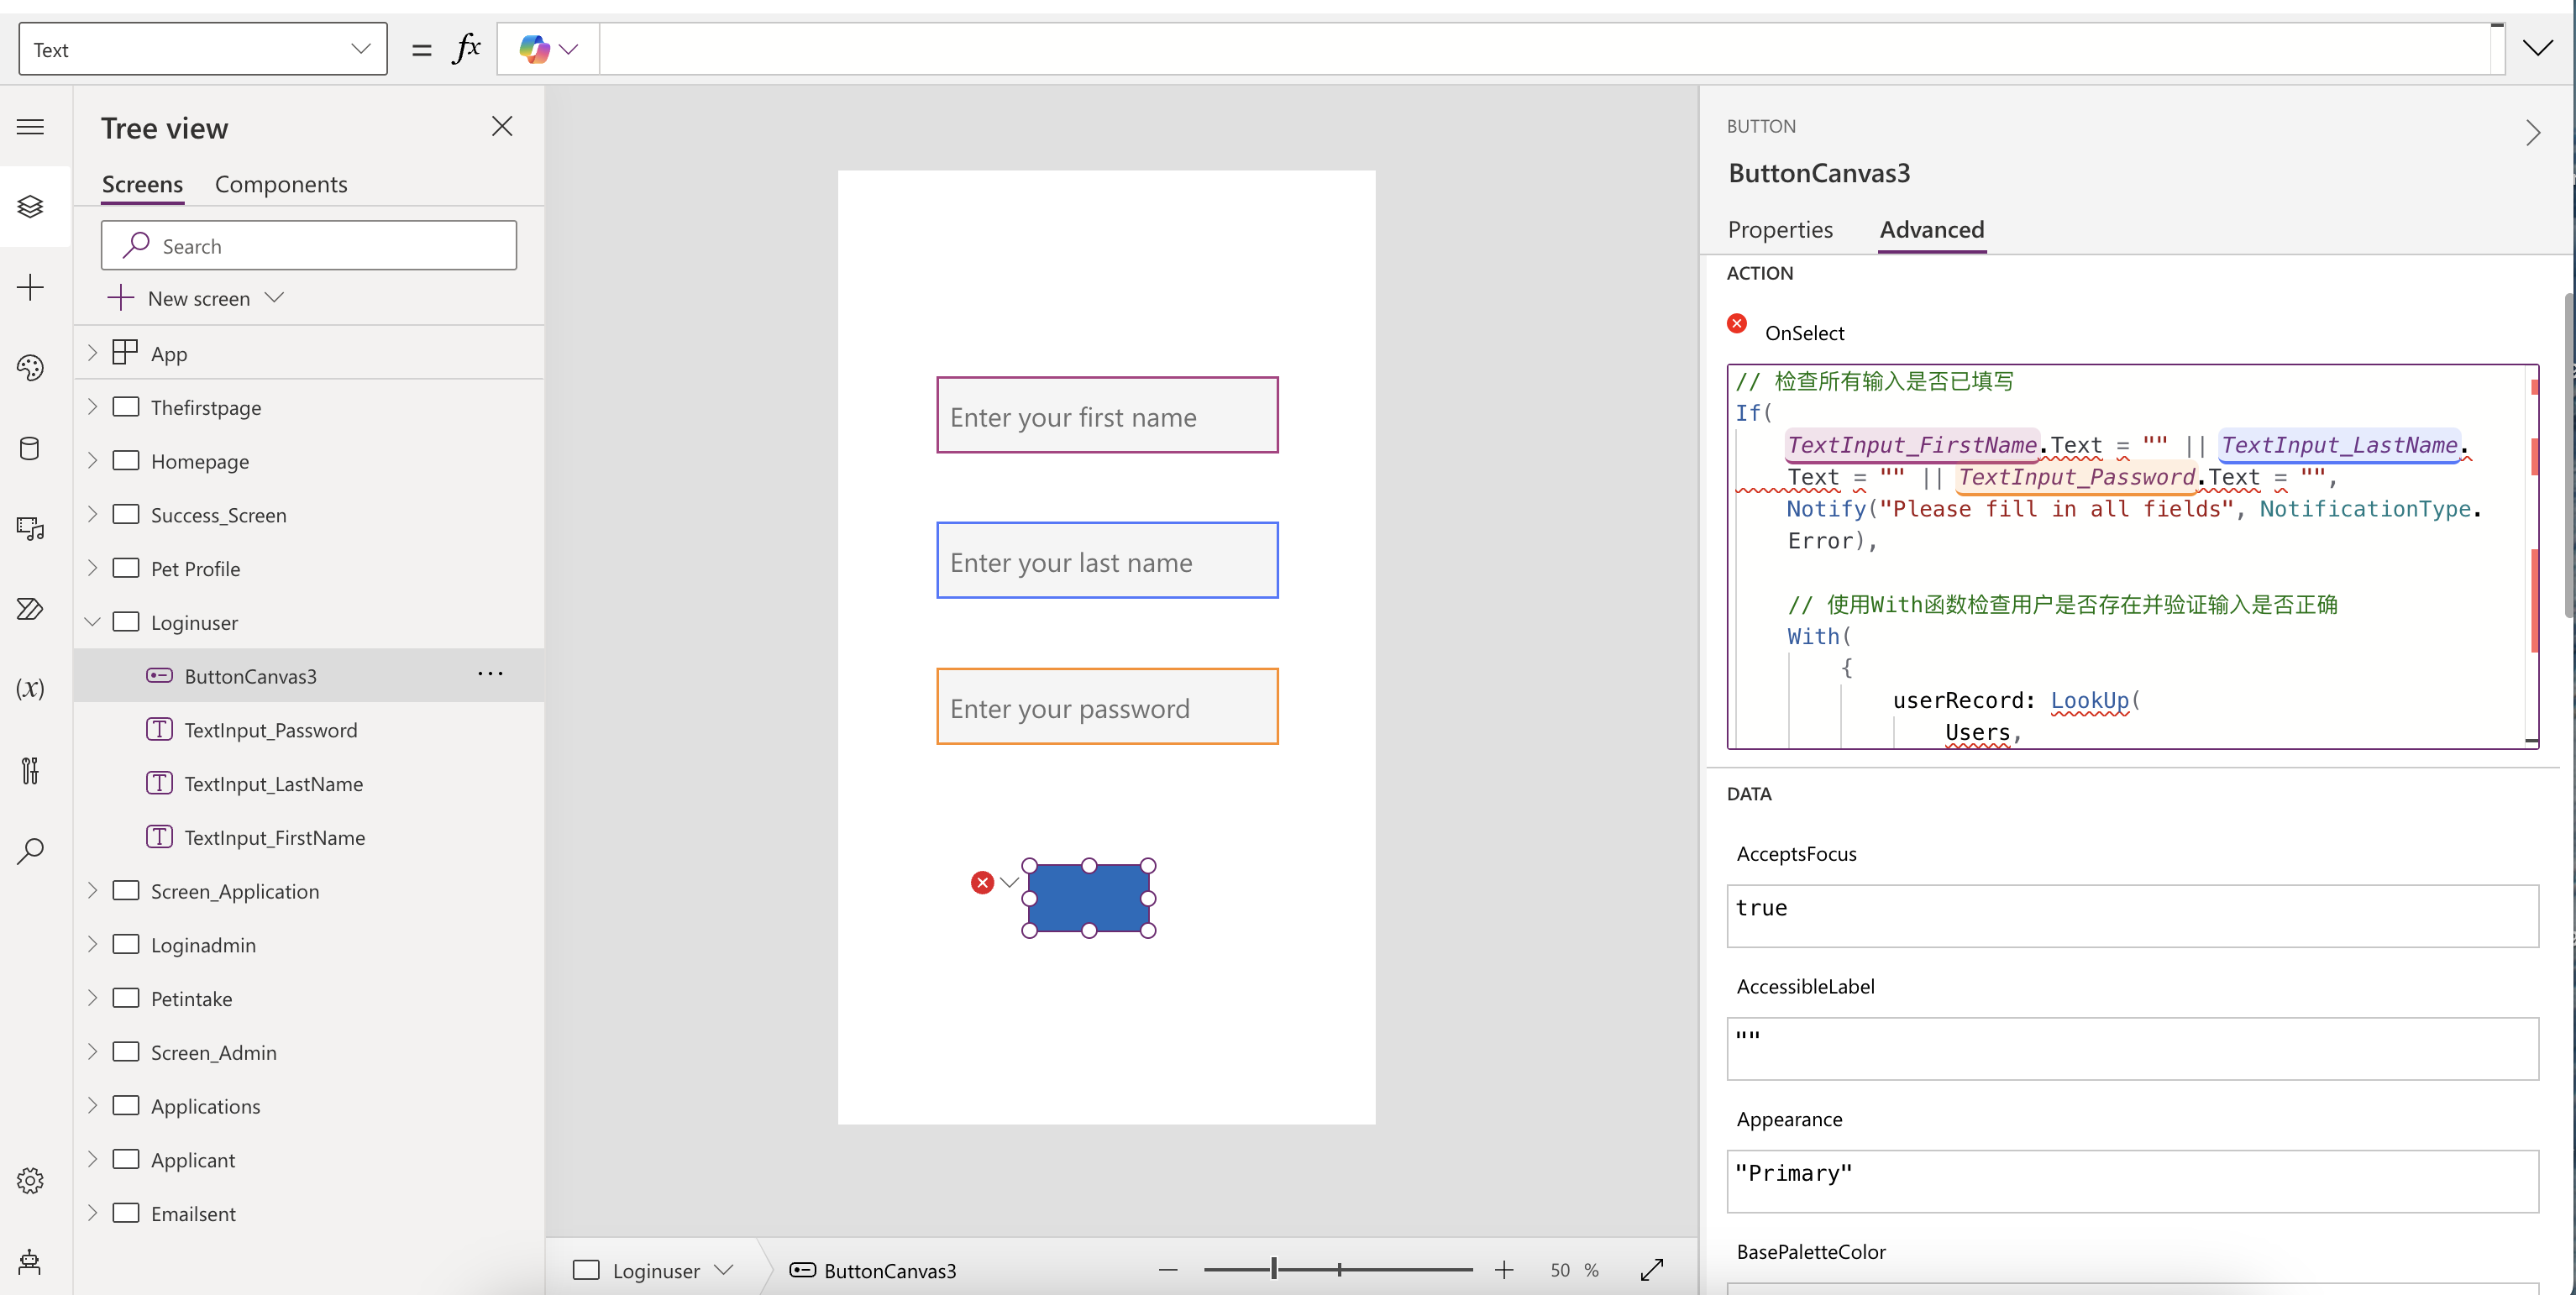 Text
= fx
Tree view
Screens Components
Search
New screen
App
Thefirstpage
Homepage
Success_Screen
Pet Profile
Loginuser
ButtonCanvas3 ...
TextInput_Password
TextInput_LastName
TextInput_FirstName
Screen_Application
Loginadmin
Petintake
Screen_Admin
Applications
Applicant
Emailsent
(x)
Enter your first name
Enter your last name
Enter your password
Loginuser
ButtonCanvas3
50 %
BUTTON
ButtonCanvas3
Properties Advanced
ACTION
OnSelect
// 检查所有输入是否已填写
If(
TextInput_FirstName.Text = "" || TextInput_LastName.
Text = "" || TextInput_Password.Text = "",
Notify("Please fill in all fields", NotificationType.
Error),
// 使用With函数检查用户是否存在并验证输入是否正确
With(
{
userRecord: LookUp(
Users,
DATA
AcceptsFocus
true
AccessibleLabel
""
Appearance
"Primary"
BasePaletteColor